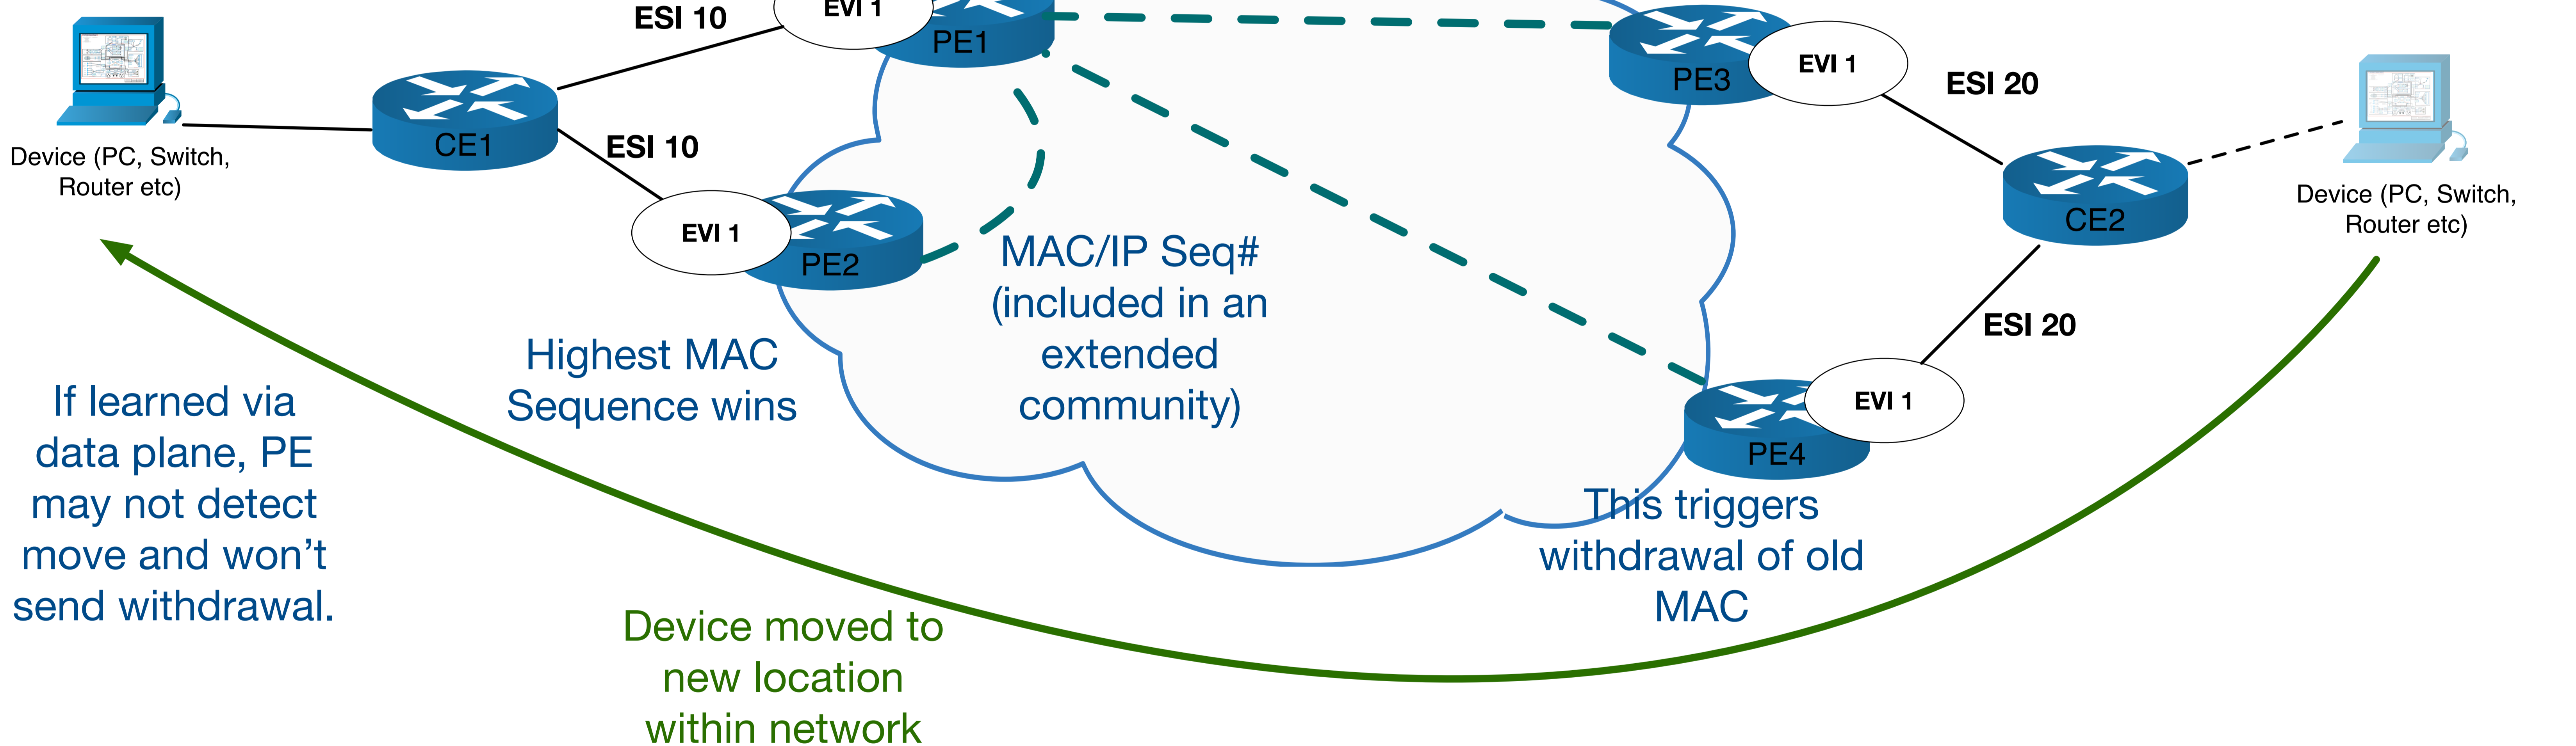 ESI 10
EVI 1
PE1
PE3
EVI 1
ESI 20
CE1
Device (PC, Switch,
Router etc)
ESI 10
EVI 1
PE2
CE2
Device (PC, Switch,
Router etc)
MAC/IP Seq#
(included in an
extended
community)
ESI 20
Highest MAC
Sequence wins
EVI 1
PE4
If learned via
data plane, PE
may not detect
move and won’t
send withdrawal.
This triggers
withdrawal of old
MAC
Device moved to
new location
within network